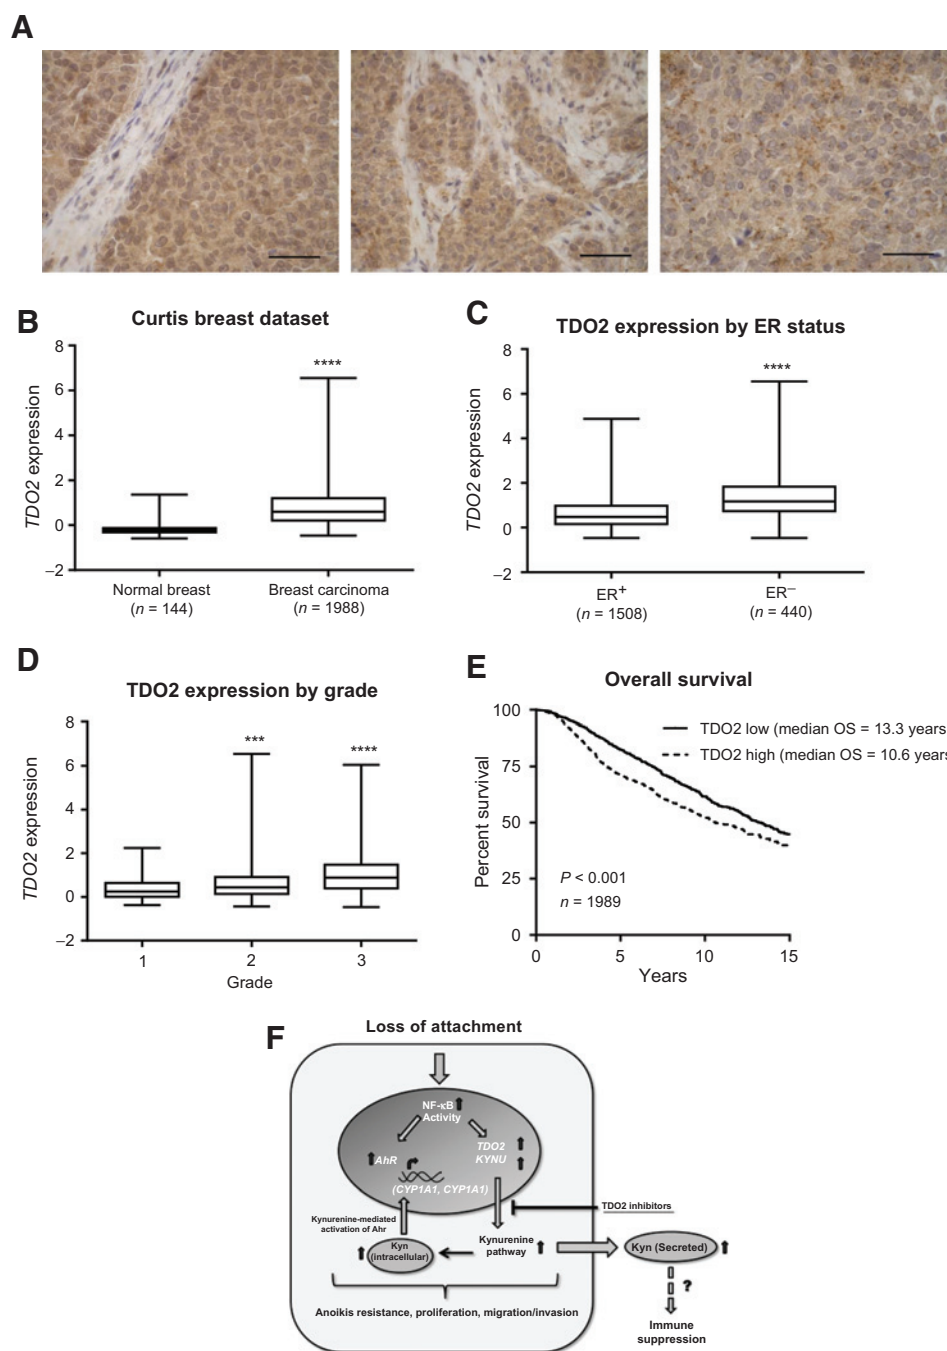 A
B
Curtis breast dataset
****
8
6
4
2
0
−2
TDO2 expression
Normal breast
(n = 144)
Breast carcinoma
(n = 1988)
C
TDO2 expression by ER status
****
8
6
4
2
0
−2
TDO2 expression
ER+
(n = 1508)
ER−
(n = 440)
D
TDO2 expression by grade
***
****
8
6
4
2
0
−2
TDO2 expression
1
2
3
Grade
E
Overall survival
100
75
50
25
0
Percent survival
TDO2 low (median OS = 13.3 years
TDO2 high (median OS = 10.6 years
P < 0.001
n = 1989
0
5
10
15
Years
F
Loss of attachment
NF-κB
Activity
AhR
TDO2
KYNU
(CYP1A1, CYP1A1)
TDO2 inhibitors
Kynurenine-mediated
activation of Ahr
Kyn
(intracellular)
Kynurenine
pathway
Kyn (Secreted)
?
Anoikis resistance, proliferation, migration/invasion
Immune
suppression